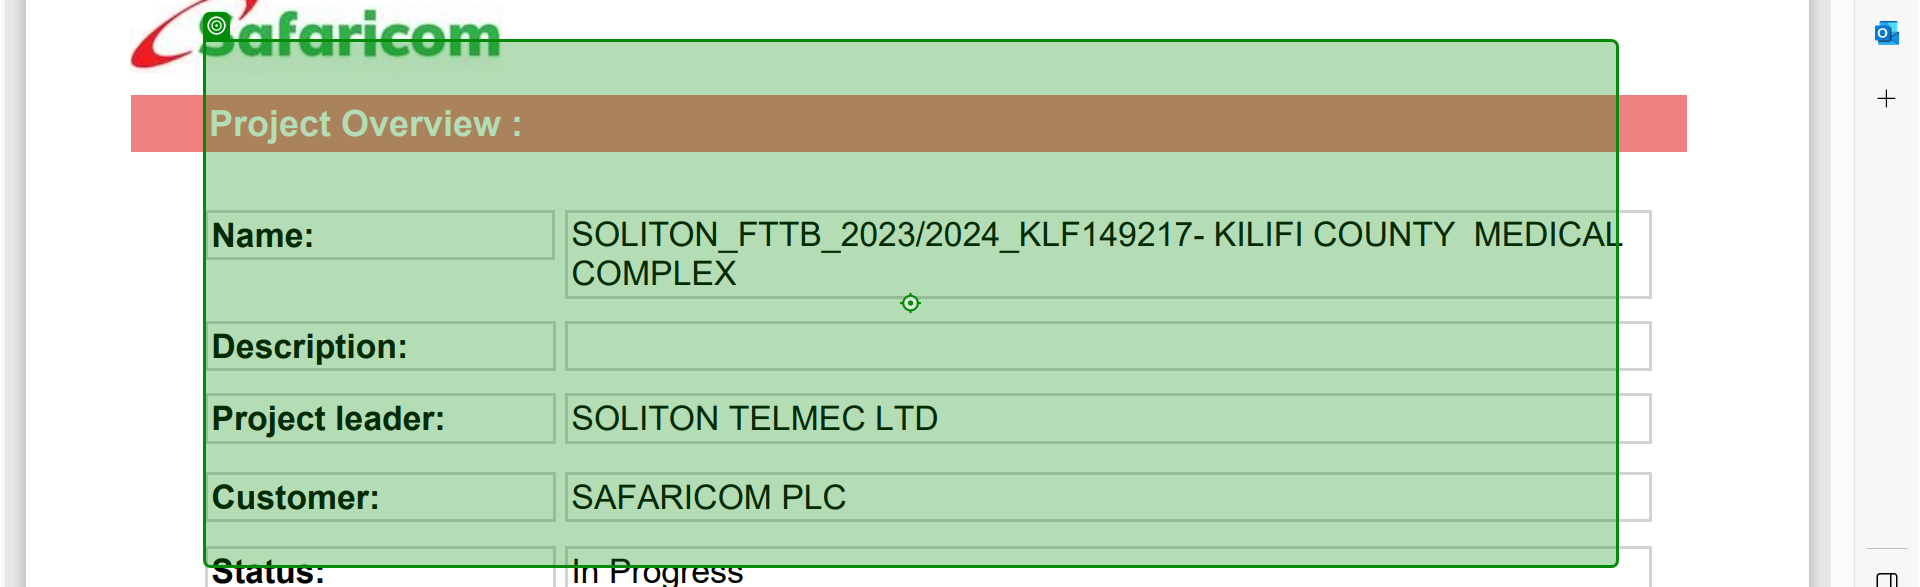 Safaricom
Project Overview :
Name:
SOLITON_FTTB_2023/2024_KLF149217- KILIFI COUNTY  MEDICAL
COMPLEX
Description:
Project leader:
SOLITON TELMEC LTD
Customer:
SAFARICOM PLC
Status:
In Progress